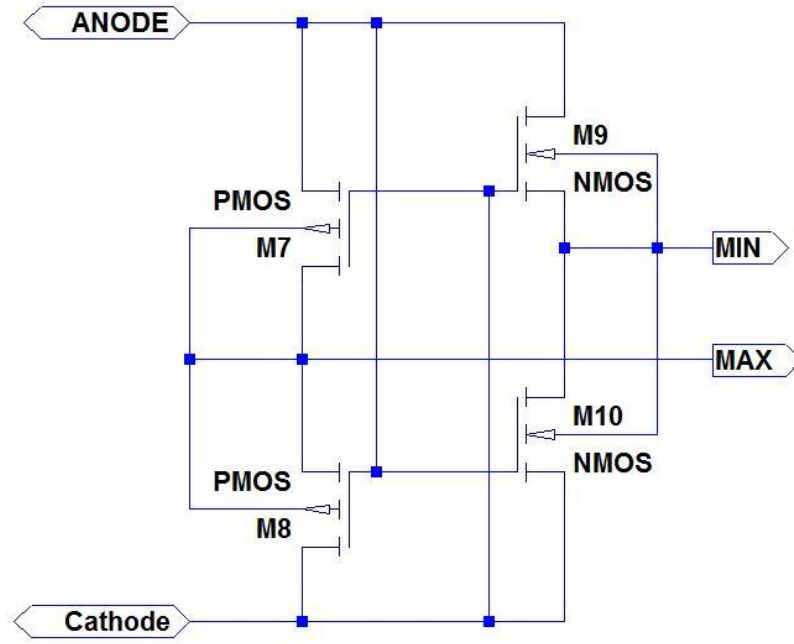 ANODE
M9
PMOS
NMOS
M7
MIN
MAX
M10
PMOS
NMOS
M8
Cathode